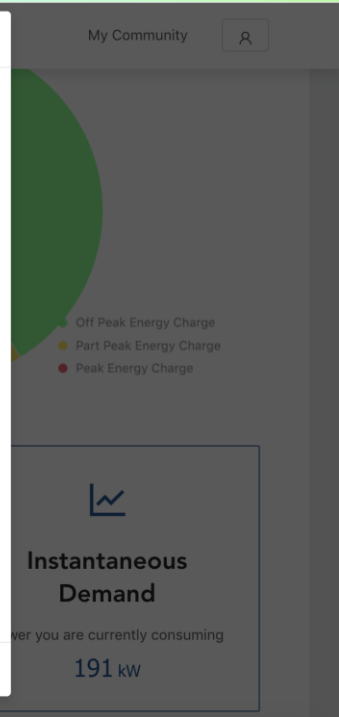 My Community
Off Peak Energy Charge
Part Peak Energy Charge
Peak Energy Charge
Instantaneous
Demand
you are currently consuming
191 kW